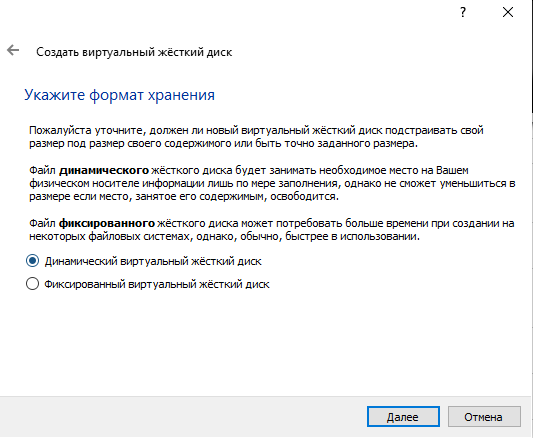 ?
Создать виртуальный жёсткий диск
Укажите формат хранения
Пожалуйста уточните, должен ли новый виртуальный жёсткий диск подстраивать свой
размер под размер своего содержимого или быть точно заданного размера.
Файл динамического жёсткого диска будет занимать необходимое место на Вашем
физическом носителе информации лишь по мере заполнения, однако не сможет уменьшиться в
размере если место, занятое его содержимым, освободится.
Файл фиксированного жёсткого диска может потребовать больше времени при создании на
некоторых файловых системах, однако, обычно, быстрее в использовании.
Динамический виртуальный жёсткий диск
Фиксированный виртуальный жёсткий диск
Далее
Отмена